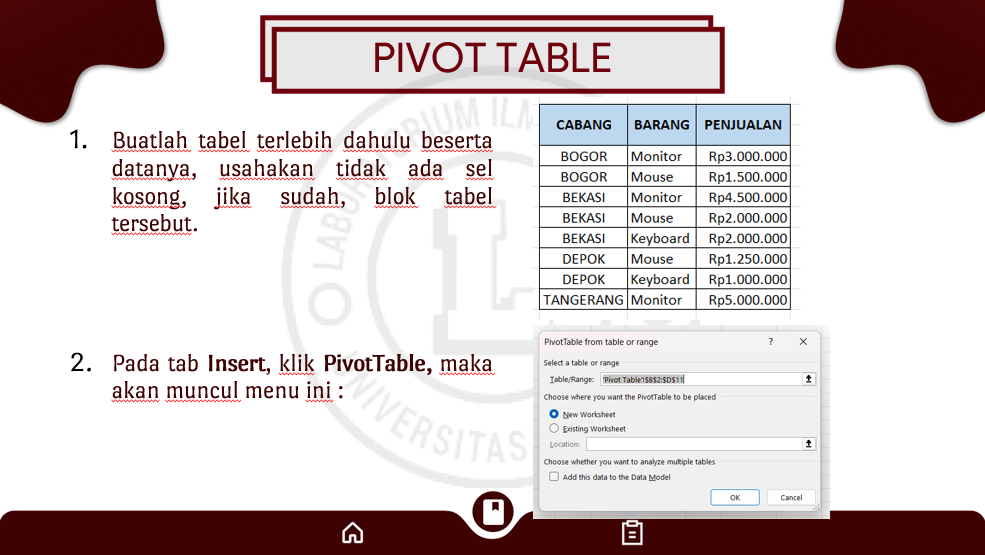 PIVOT TABLE
1. Buatlah tabel terlebih dahulu beserta
datanya, usahakan tidak ada sel
kosong, jika sudah, blok tabel
tersebut.
CABANG BARANG PENJUALAN
BOGOR Monitor Rp3.000.000
BOGOR Mouse Rp1.500.000
BEKASI Monitor Rp4.500.000
BEKASI Mouse Rp2.000.000
BEKASI Keyboard Rp2.000.000
DEPOK Mouse Rp1.250.000
DEPOK Keyboard Rp1.000.000
TANGERANG Monitor Rp5.000.000
2. Pada tab Insert, klik PivotTable, maka
akan muncul menu ini :
PivotTable from table or range ? ×
Select a table or range
Table/Range: 'Pivot Table'!$B$2:$D$11
Choose where you want the PivotTable to be placed
New Worksheet
Existing Worksheet
Location:
Choose whether you want to analyze multiple tables
Add this data to the Data Model
OK Cancel